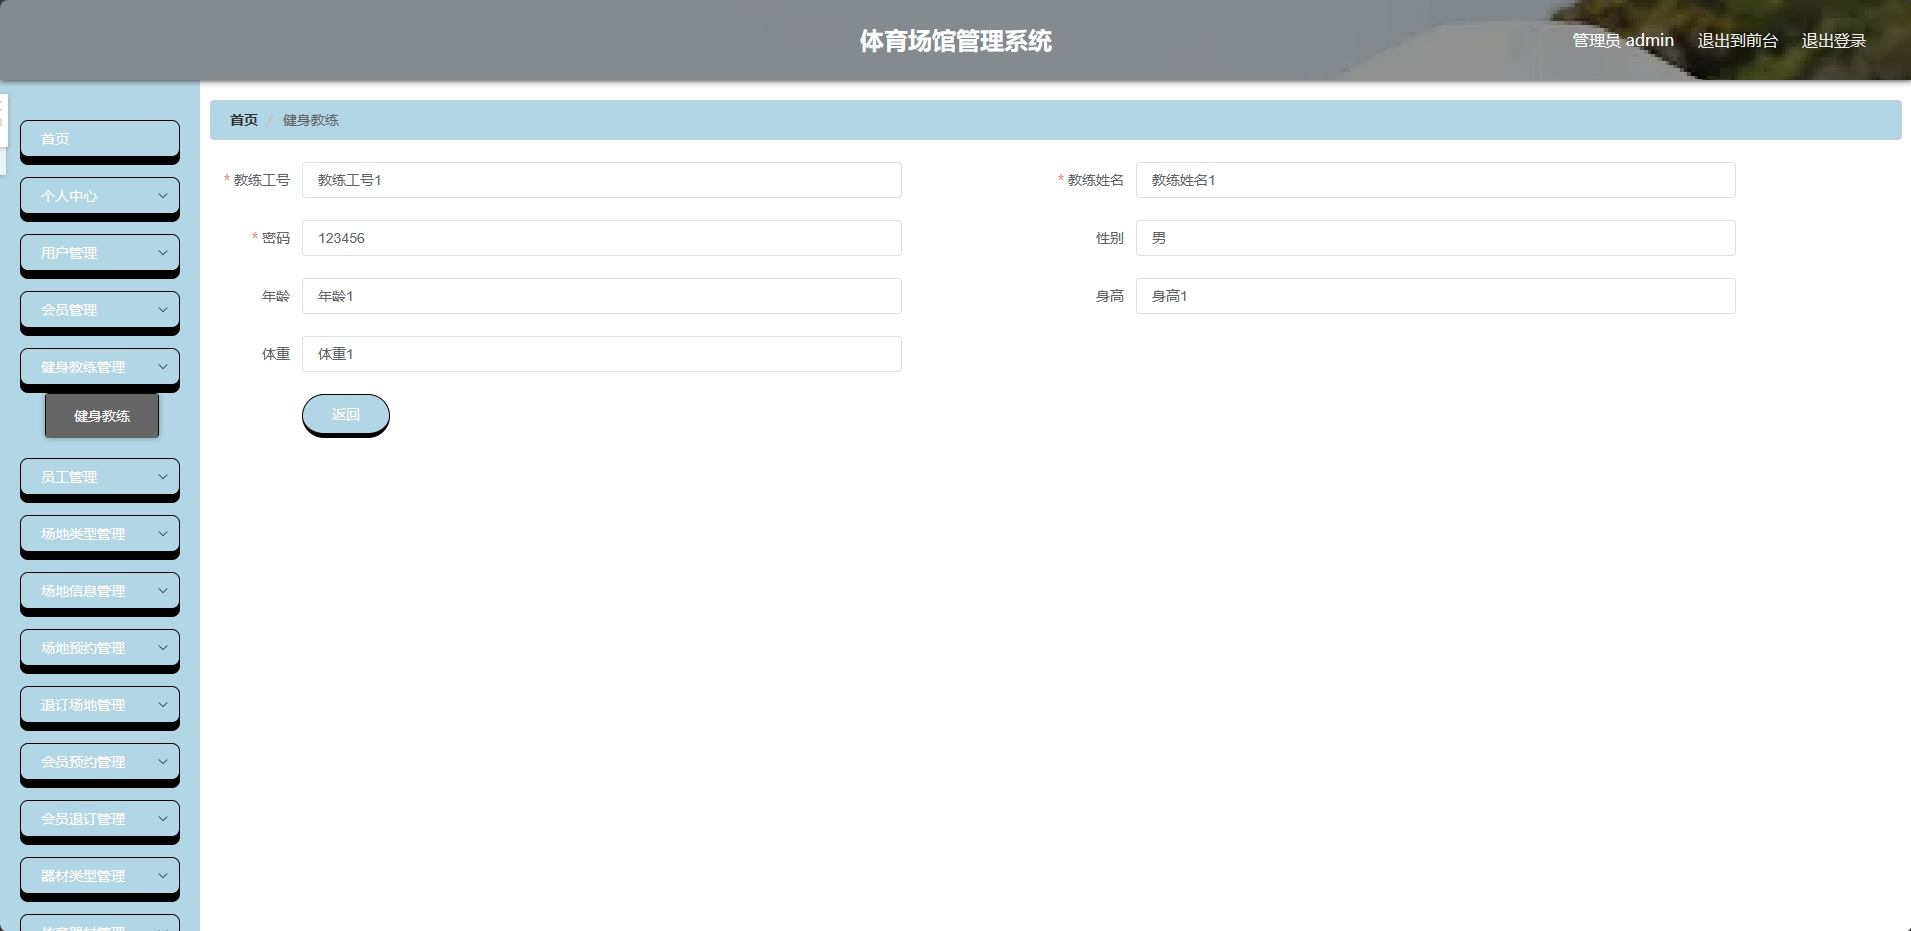 体育场馆管理系统
管理员 admin 退出到前台 退出登录
首页
个人中心
用户管理
会员管理
健身教练管理
健身教练
员工管理
场地类型管理
场地信息管理
场地预约管理
退订场地管理
会员预约管理
会员退订管理
器材类型管理
体育器材管理
首页 / 健身教练
* 教练工号 教练工号1
* 教练姓名 教练姓名1
* 密码 123456
性别 男
年龄 年龄1
身高 身高1
体重 体重1
返回